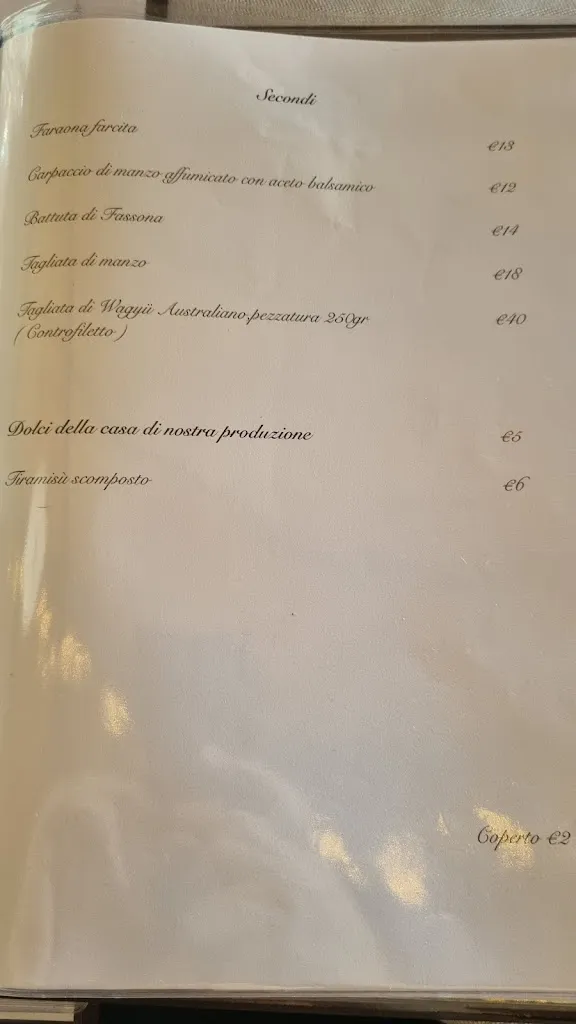 Secondi
Faraona farcita €13
Carpaccio di manzo affumicato con aceto balsamico €12
Battuta di Fassona €14
Tagliata di manzo €18
Tagliata di Wagyü Australiano,pezzatura 250gr €40
( Controfiletto )
Dolci della casa di nostra produzione €5
Tiramisù scomposto €6
Coperto €2